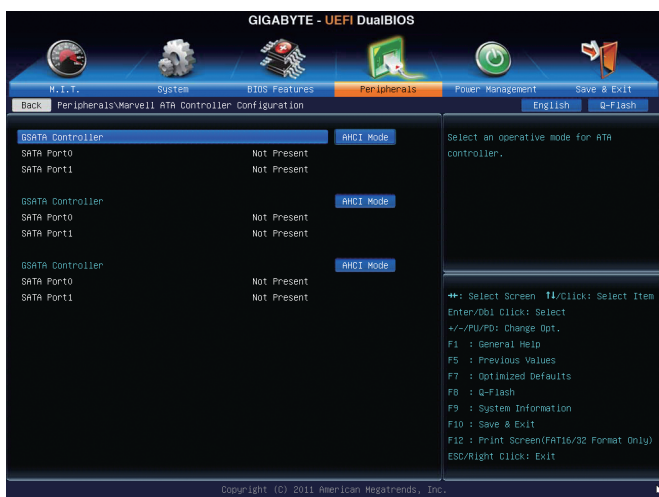 GIGABYTE - UEFI DualBIOS
M.I.T. System BIOS Features Peripherals Power Management Save & Exit
Back Peripherals\Marvell ATA Controller Configuration English Q-Flash
GSATA Controller AHCI Mode
SATA Port0 Not Present
SATA Port1 Not Present
GSATA Controller AHCI Mode
SATA Port0 Not Present
SATA Port1 Not Present
GSATA Controller AHCI Mode
SATA Port0 Not Present
SATA Port1 Not Present
Select an operative mode for ATA
controller.
→←: Select Screen ↑↓/Click: Select Item
Enter/Dbl Click: Select
+/-/PU/PD: Change Opt.
F1 : General Help
F5 : Previous Values
F7 : Optimized Defaults
F8 : Q-Flash
F9 : System Information
F10 : Save & Exit
F12 : Print Screen(FAT16/32 Format Only)
ESC/Right Click: Exit
Copyright (C) 2011 American Megatrends, Inc.